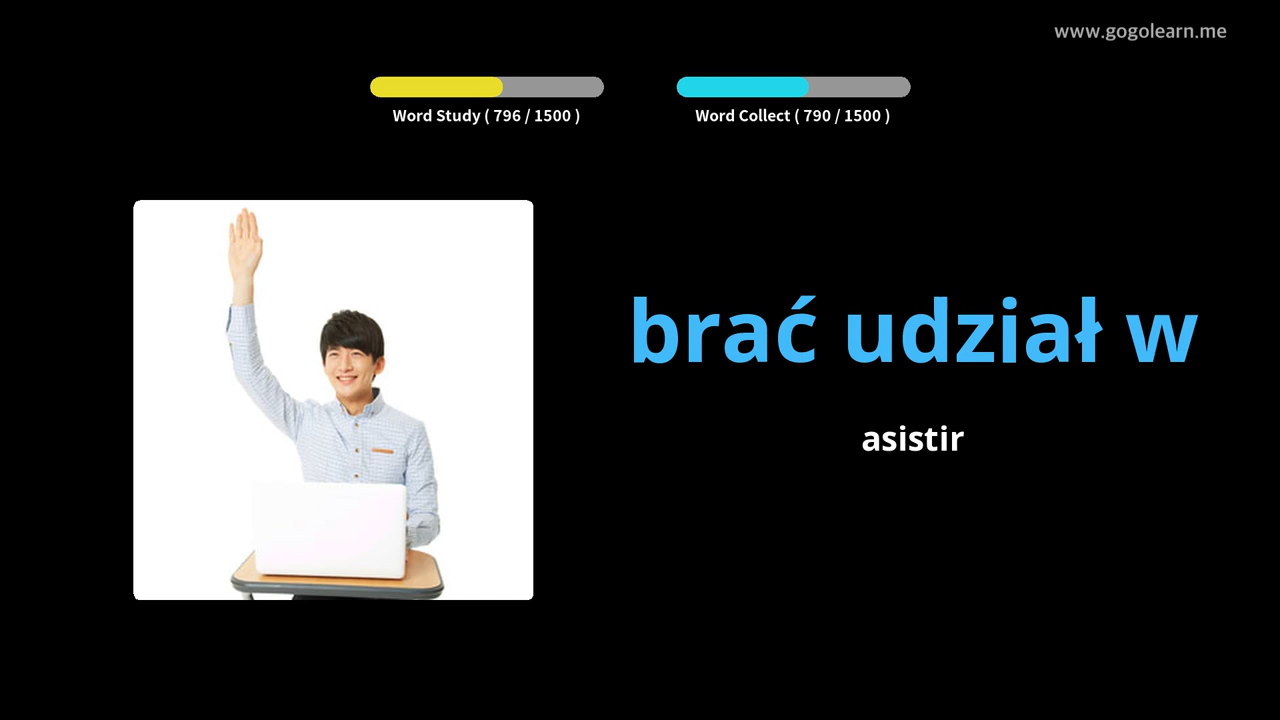 www.gogolearn.me
Word Study ( 796 / 1500 )
Word Collect ( 790 / 1500 )
brać udział w
asistir